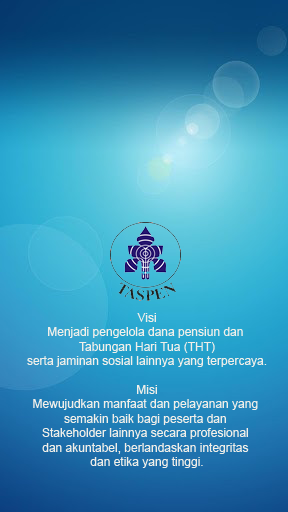 TASPEN
Visi
Menjadi pengelola dana pensiun dan
Tabungan Hari Tua (THT)
serta jaminan sosial lainnya yang terpercaya.
Misi
Mewujudkan manfaat dan pelayanan yang
semakin baik bagi peserta dan
Stakeholder lainnya secara profesional
dan akuntabel, berlandaskan integritas
dan etika yang tinggi.